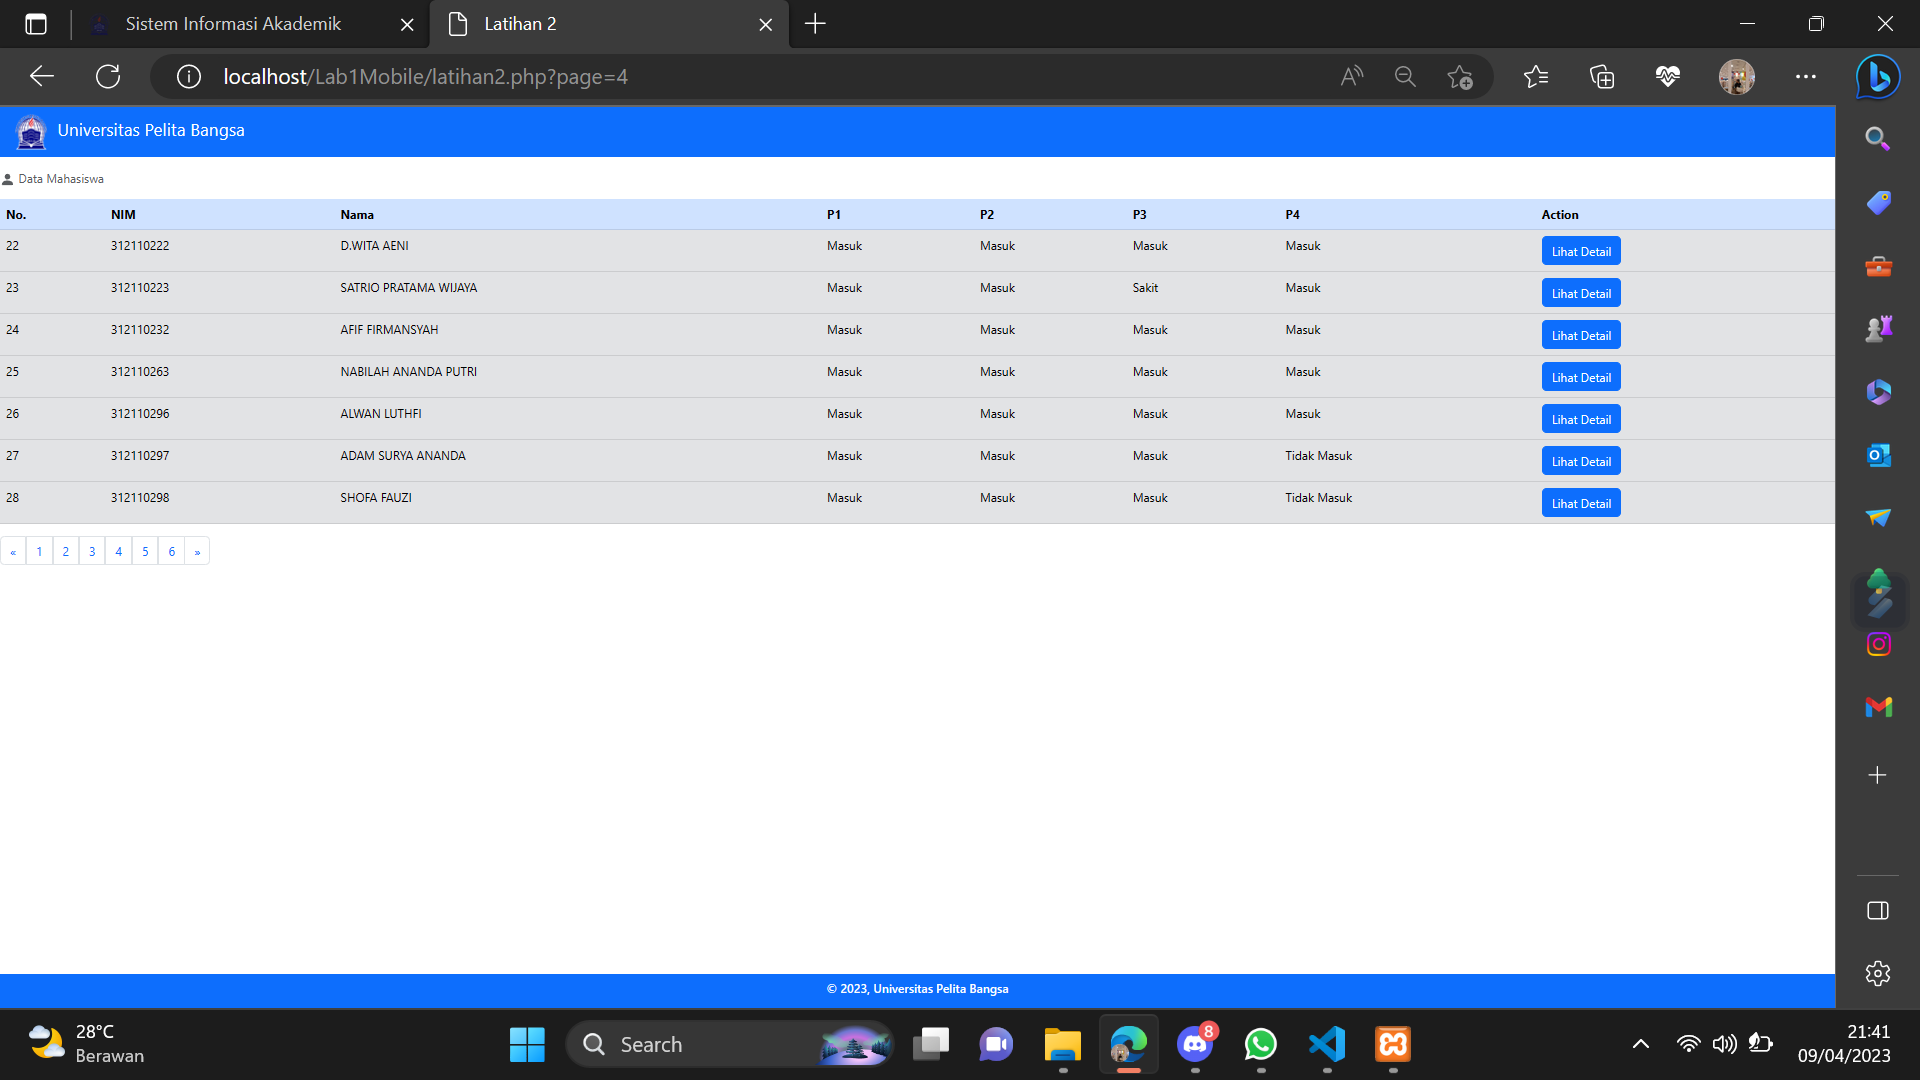 Sistem Informasi Akademik
Latihan 2
localhost/Lab1Mobile/latihan2.php?page=4
Universitas Pelita Bangsa
Data Mahasiswa
No. NIM Nama P1 P2 P3 P4 Action
22 312110222 D.WITA AENI Masuk Masuk Masuk Masuk Lihat Detail
23 312110223 SATRIO PRATAMA WIJAYA Masuk Masuk Sakit Masuk Lihat Detail
24 312110232 AFIF FIRMANSYAH Masuk Masuk Masuk Masuk Lihat Detail
25 312110263 NABILAH ANANDA PUTRI Masuk Masuk Masuk Masuk Lihat Detail
26 312110296 ALWAN LUTHFI Masuk Masuk Masuk Masuk Lihat Detail
27 312110297 ADAM SURYA ANANDA Masuk Masuk Masuk Tidak Masuk Lihat Detail
28 312110298 SHOFA FAUZI Masuk Masuk Masuk Tidak Masuk Lihat Detail
« 1 2 3 4 5 6 »
© 2023, Universitas Pelita Bangsa
28°C
Berawan
Search
8
21:41
09/04/2023